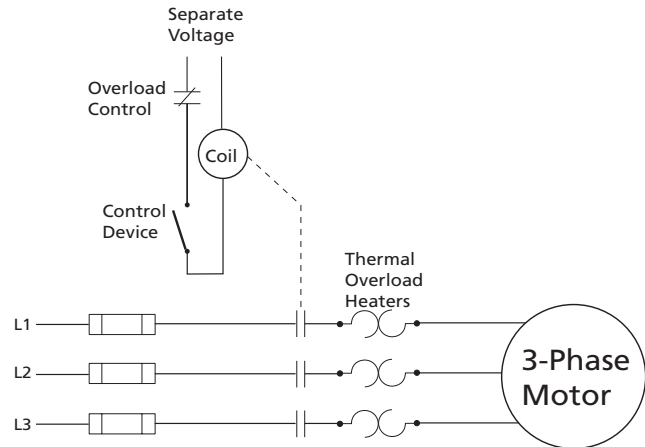 Separate
Voltage
Overload
Control
Coil
Control
Device
Thermal
Overload
Heaters
L1
L2
L3
3-Phase
Motor